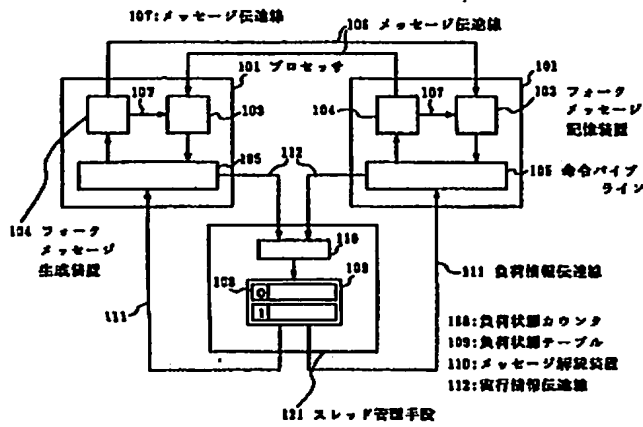 107:メッセージ伝達線
106 メッセージ伝達線
101 プロセッサ
101
107
103
104
107
103 フォーク
メッセージ
記憶装置
105
112
105 命令パイプ
ライン
104 フォーク
メッセージ
生成装置
110
108
109
0
1
111
111 負荷情報伝達線
108:負荷状態カウンタ
109:負荷状態テーブル
110:メッセージ解読装置
112:実行情報伝達線
121 スレッド管理手段